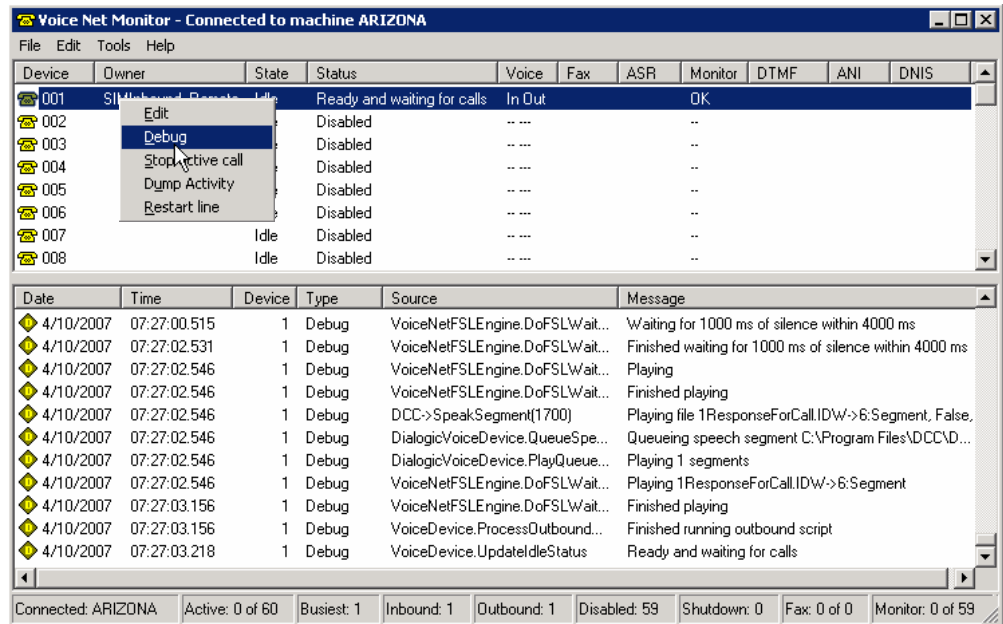 Voice Net Monitor - Connected to machine ARIZONA
File Edit Tools Help
Device Owner State Status Voice Fax ASR Monitor DTMF ANI DNIS
001 Idle Ready and waiting for calls In Out OK
Edit
002 Disabled -- --- --
Debug
003 Disabled -- --- --
Stop Active call
004 Disabled -- --- --
Dump Activity
005 Disabled -- --- --
Restart line
006 Disabled -- --- --
007 Idle Disabled -- --- --
008 Idle Disabled -- --- --
Date Time Device Type Source Message
4/10/2007 07:27:00.515 1 Debug VoiceNetFSLEngine.DoFSLWait... Waiting for 1000 ms of silence within 4000 ms
4/10/2007 07:27:02.531 1 Debug VoiceNetFSLEngine.DoFSLWait... Finished waiting for 1000 ms of silence within 4000 ms
4/10/2007 07:27:02.546 1 Debug VoiceNetFSLEngine.DoFSLWait... Playing
4/10/2007 07:27:02.546 1 Debug VoiceNetFSLEngine.DoFSLWait... Finished playing
4/10/2007 07:27:02.546 1 Debug DCC->SpeakSegment(1700) Playing file 1ResponseForCall.IDW->6:Segment, False,
4/10/2007 07:27:02.546 1 Debug DialogicVoiceDevice.QueueSpe... Queueing speech segment C:\Program Files\DCC\D...
4/10/2007 07:27:02.546 1 Debug DialogicVoiceDevice.PlayQueue... Playing 1 segments
4/10/2007 07:27:02.546 1 Debug VoiceNetFSLEngine.DoFSLWait... Playing 1ResponseForCall.IDW->6:Segment
4/10/2007 07:27:03.156 1 Debug VoiceNetFSLEngine.DoFSLWait... Finished playing
4/10/2007 07:27:03.156 1 Debug VoiceDevice.ProcessOutbound... Finished running outbound script
4/10/2007 07:27:03.218 1 Debug VoiceDevice.UpdateIdleStatus Ready and waiting for calls
Connected: ARIZONA Active: 0 of 60 Busiest: 1 Inbound: 1 Outbound: 1 Disabled: 59 Shutdown: 0 Fax: 0 of 0 Monitor: 0 of 59